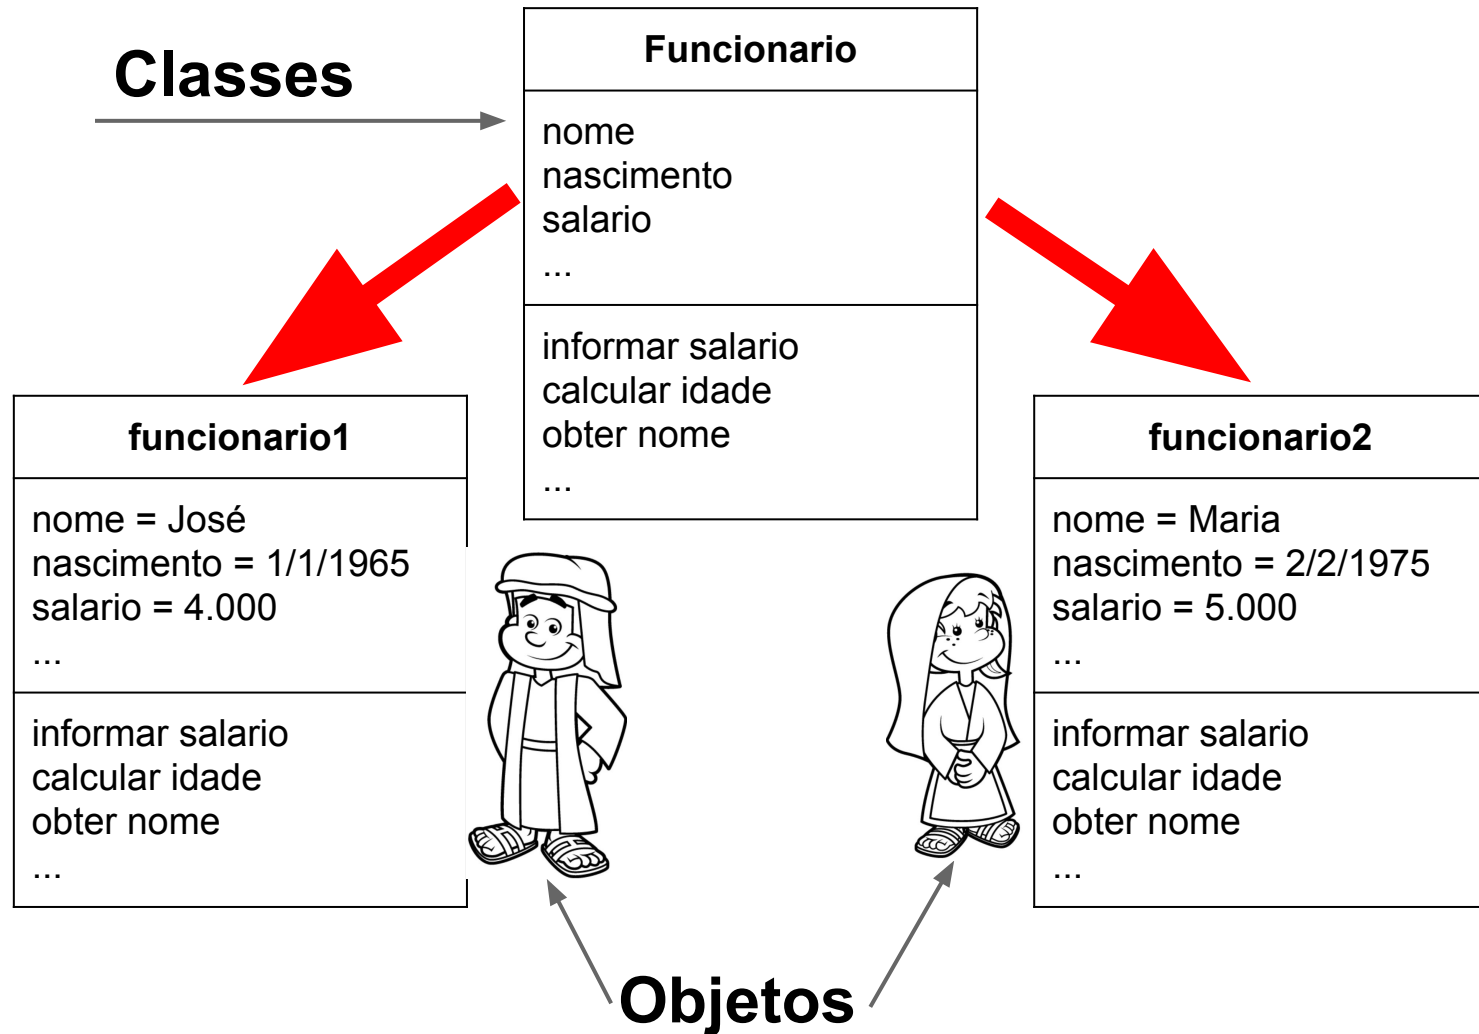 Classes
Funcionario
nome
nascimento
salario
...
informar salario
calcular idade
obter nome
...
funcionario1
nome = José
nascimento = 1/1/1965
salario = 4.000
...
informar salario
calcular idade
obter nome
...
funcionario2
nome = Maria
nascimento = 2/2/1975
salario = 5.000
...
informar salario
calcular idade
obter nome
...
Objetos